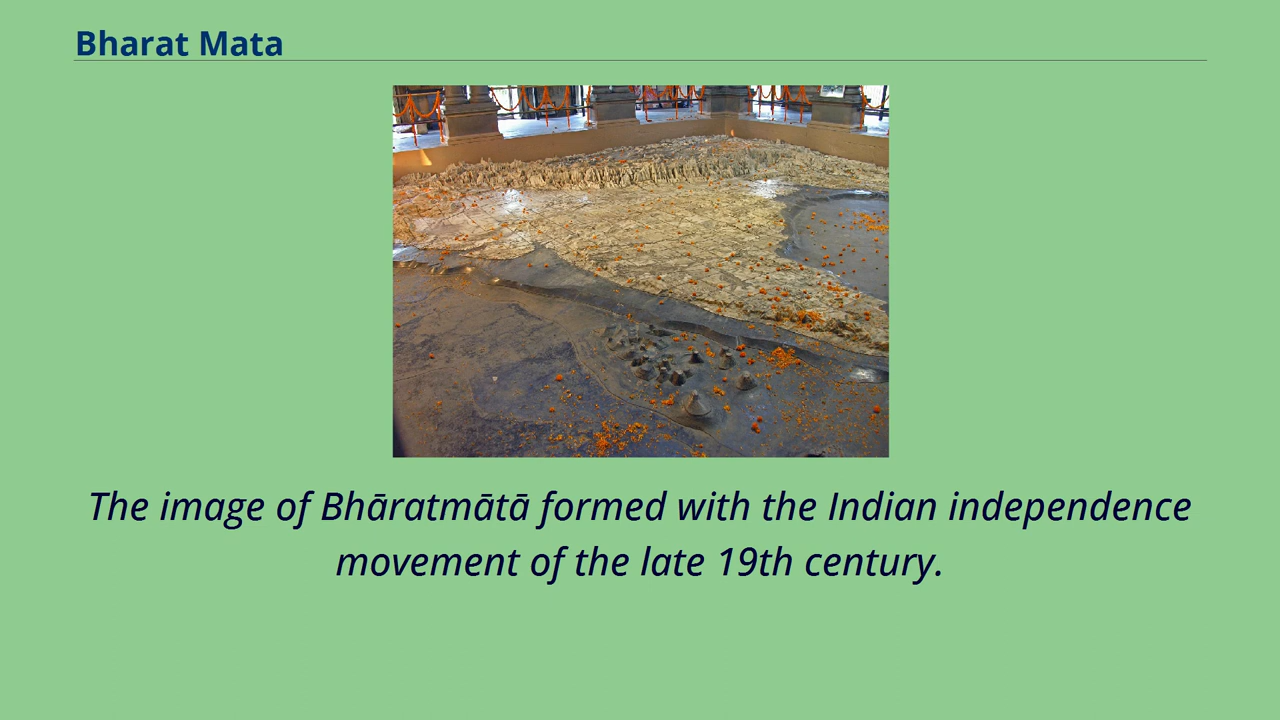 Bharat Mata
The image of Bhāratmātā formed with the Indian independence
movement of the late 19th century.